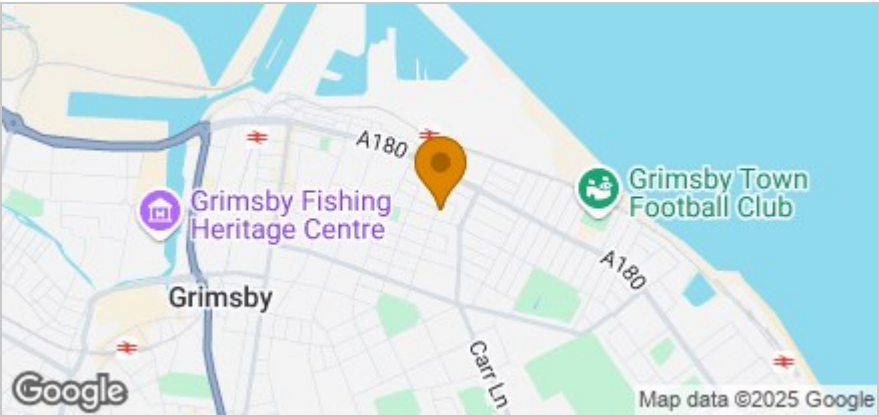 A180
Grimsby Town
Football Club
Grimsby Fishing
Heritage Centre
A180
Grimsby
Carr Ln
Google
Map data ©2025 Google